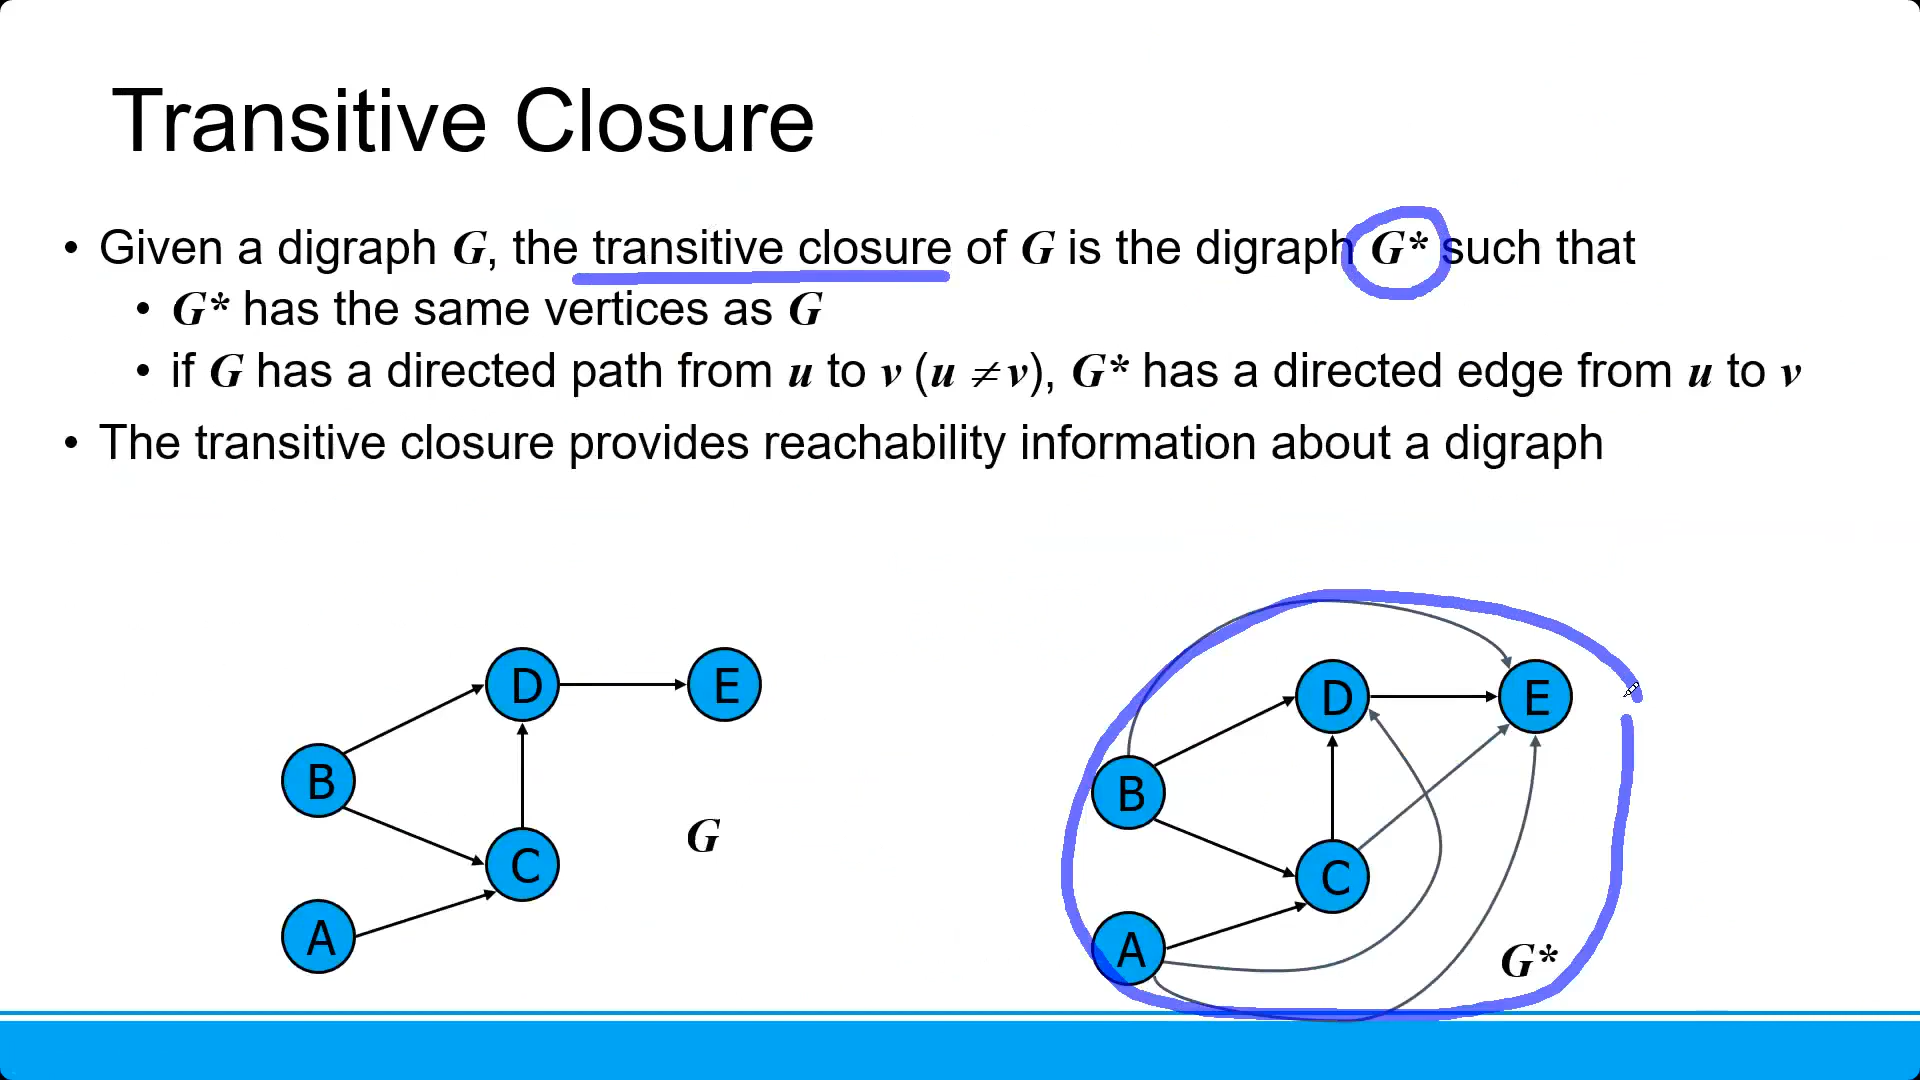 Transitive Closure
• Given a digraph G, the transitive closure of G is the digraph G* such that
• G* has the same vertices as G
• if G has a directed path from u to v (u ≠ v), G* has a directed edge from u to v
• The transitive closure provides reachability information about a digraph
D E
B
C
A
G
D E
B
C
A
G*